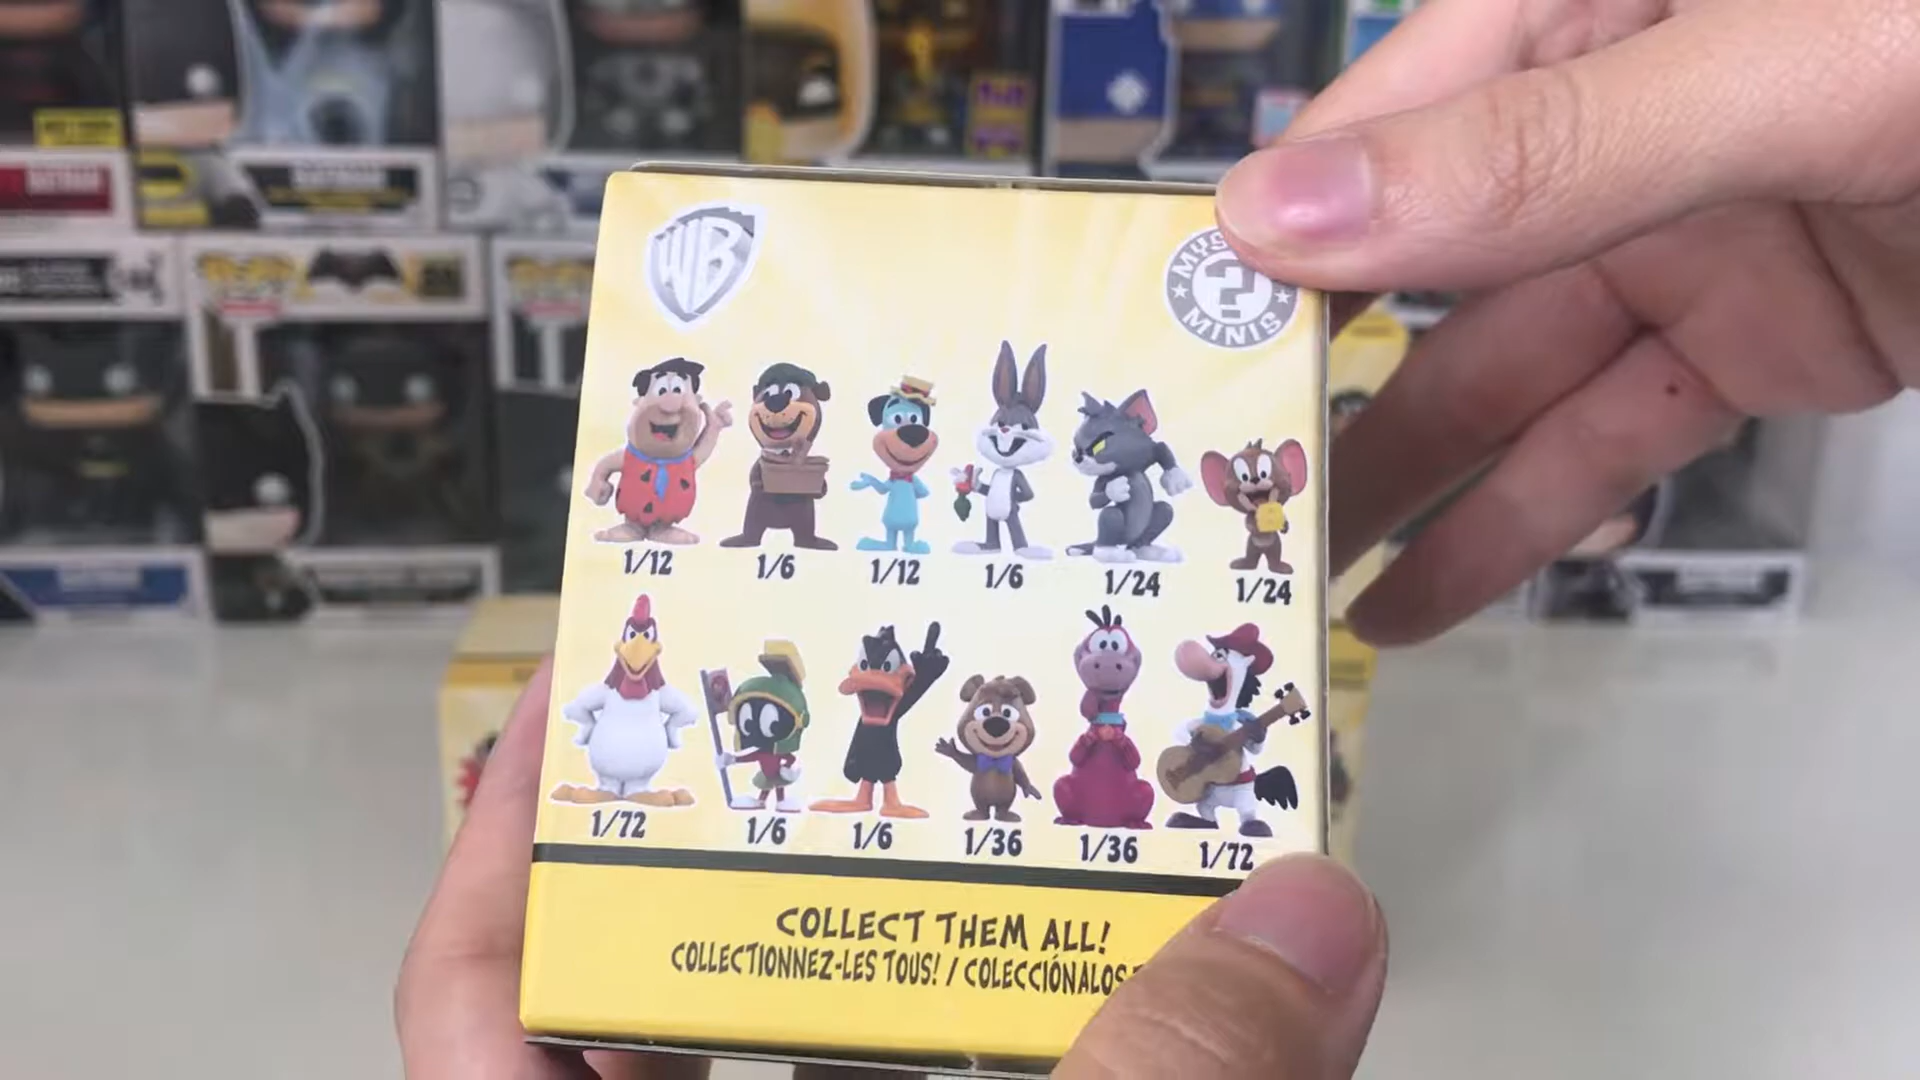 WB
MYS
?
MINIS
1/12
1/6
1/12
1/6
1/24
1/24
1/72
1/6
1/6
1/36
1/36
1/72
COLLECT THEM ALL!
COLLECTIONNEZ-LES TOUS! / COLECCIÓNALOS